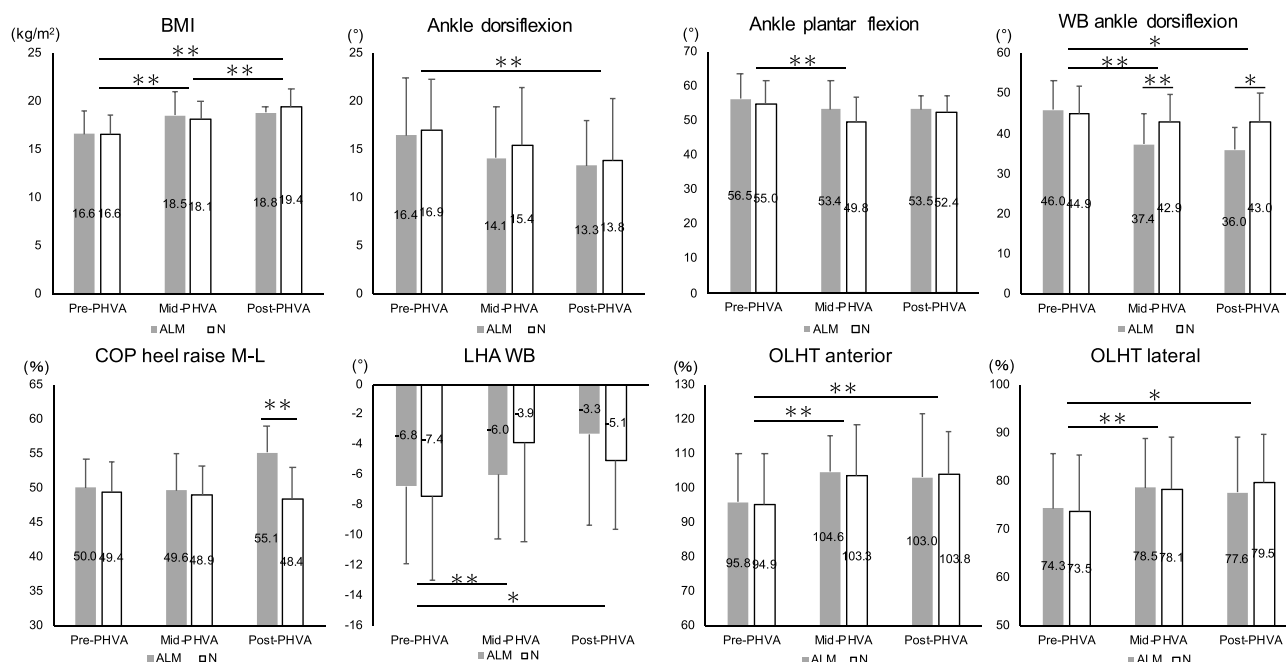 BMI
(kg/m²)
25
20
15
10
5
0
**
**
**
16.6
16.6
18.5
18.1
18.8
19.4
Pre-PHVA
Mid-PHVA
Post-PHVA
ALM
N
Ankle dorsiflexion
(°)
25
20
15
10
5
0
**
16.4
16.9
14.1
15.4
13.3
13.8
Pre-PHVA
Mid-PHVA
Post-PHVA
ALM
N
Ankle plantar flexion
(°)
70
60
50
40
30
20
10
0
**
56.5
55.0
53.4
49.8
53.5
52.4
Pre-PHVA
Mid-PHVA
Post-PHVA
ALM
N
WB ankle dorsiflexion
(°)
60
50
40
30
20
10
0
*
**
**
*
46.0
44.9
37.4
42.9
36.0
43.0
Pre-PHVA
Mid-PHVA
Post-PHVA
ALM
N
COP heel raise M-L
(%)
65
60
55
50
45
40
35
30
**
50.0
49.4
49.6
48.9
55.1
48.4
Pre-PHVA
Mid-PHVA
Post-PHVA
ALM
N
LHA WB
(°)
0
-2
-4
-6
-8
-10
-12
-14
-16
-6.8
-7.4
-6.0
-3.9
-3.3
-5.1
**
*
Pre-PHVA
Mid-PHVA
Post-PHVA
ALM
N
OLHT anterior
(%)
130
120
110
100
90
80
70
60
**
**
95.8
94.9
104.6
103.3
103.0
103.8
Pre-PHVA
Mid-PHVA
Post-PHVA
ALM
N
OLHT lateral
(%)
100
90
80
70
60
50
*
**
74.3
73.5
78.5
78.1
77.6
79.5
Pre-PHVA
Mid-PHVA
Post-PHVA
ALM
N